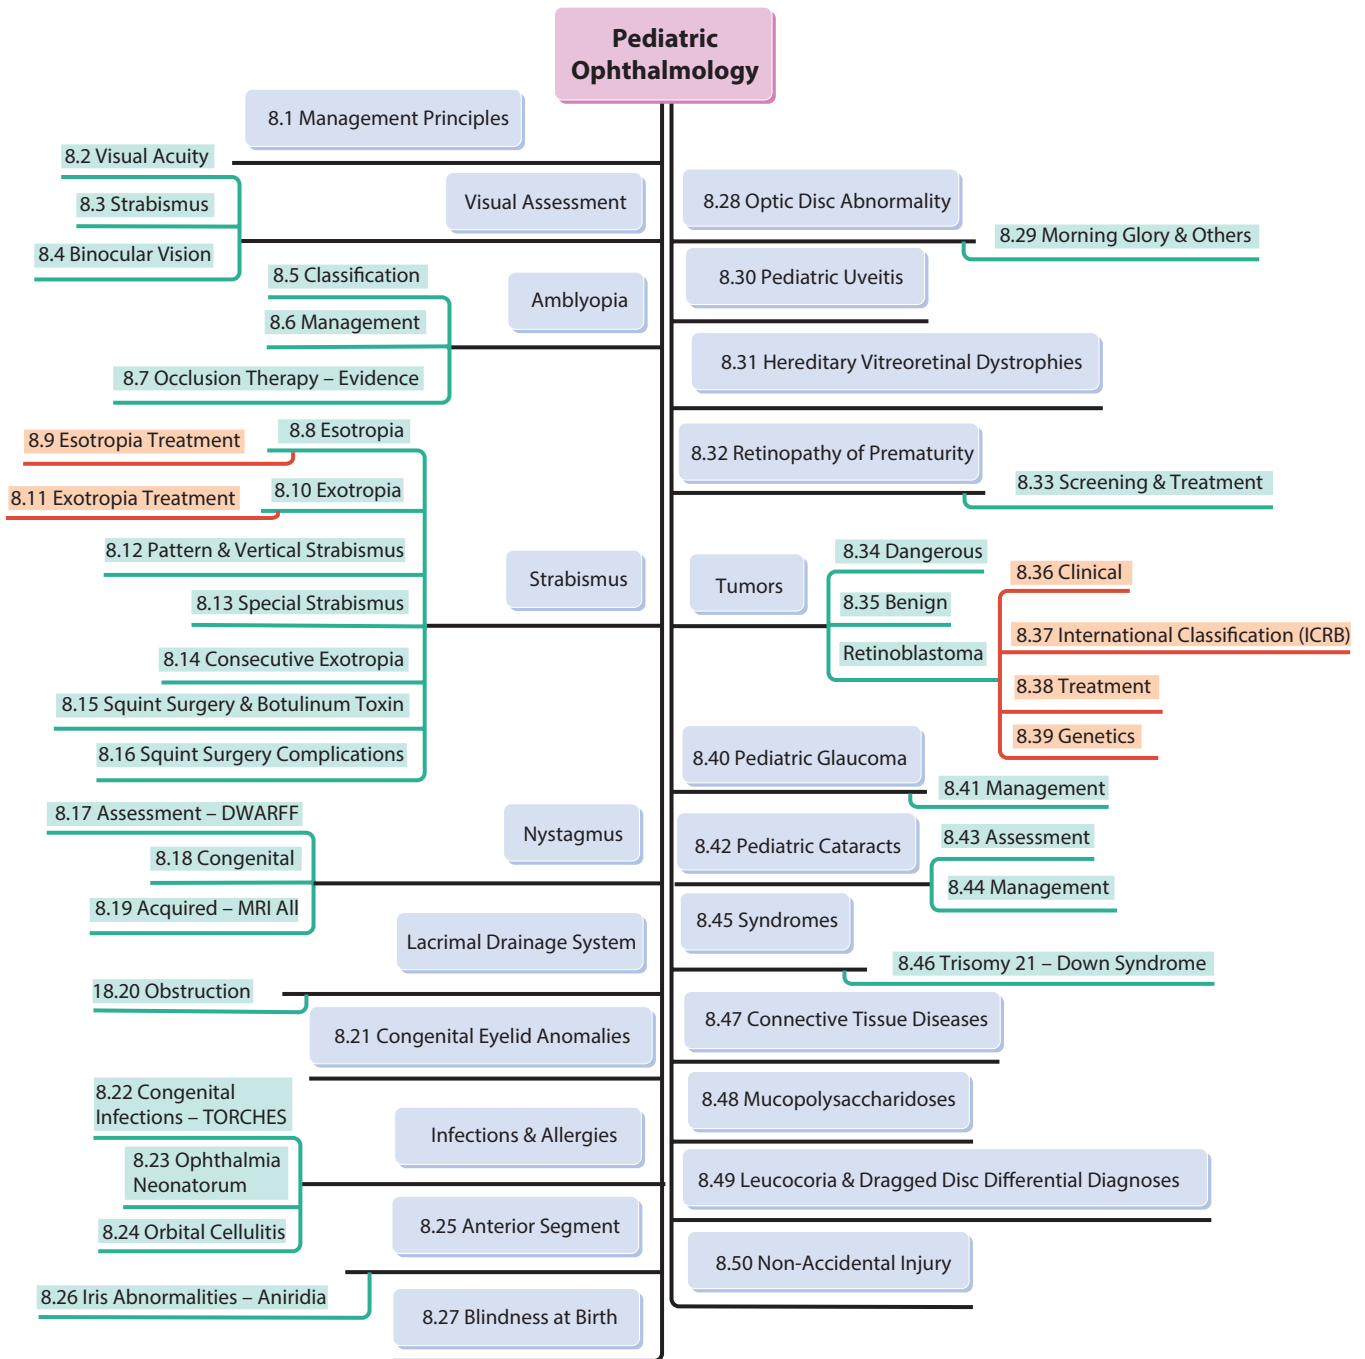 Pediatric
Ophthalmology
8.1 Management Principles
8.2 Visual Acuity
Visual Assessment
8.3 Strabismus
8.4 Binocular Vision
8.5 Classification
Amblyopia
8.6 Management
8.7 Occlusion Therapy – Evidence
8.8 Esotropia
8.9 Esotropia Treatment
8.10 Exotropia
8.11 Exotropia Treatment
8.12 Pattern & Vertical Strabismus
Strabismus
8.13 Special Strabismus
8.14 Consecutive Exotropia
8.15 Squint Surgery & Botulinum Toxin
8.16 Squint Surgery Complications
8.17 Assessment – DWARFF
Nystagmus
8.18 Congenital
8.19 Acquired – MRI All
Lacrimal Drainage System
18.20 Obstruction
8.21 Congenital Eyelid Anomalies
8.22 Congenital
Infections – TORCHES
Infections & Allergies
8.23 Ophthalmia
Neonatorum
8.24 Orbital Cellulitis
8.25 Anterior Segment
8.26 Iris Abnormalities – Aniridia
8.27 Blindness at Birth
8.28 Optic Disc Abnormality
8.29 Morning Glory & Others
8.30 Pediatric Uveitis
8.31 Hereditary Vitreoretinal Dystrophies
8.32 Retinopathy of Prematurity
8.33 Screening & Treatment
Tumors
8.34 Dangerous
8.35 Benign
Retinoblastoma
8.36 Clinical
8.37 International Classification (ICRB)
8.38 Treatment
8.39 Genetics
8.40 Pediatric Glaucoma
8.41 Management
8.42 Pediatric Cataracts
8.43 Assessment
8.44 Management
8.45 Syndromes
8.46 Trisomy 21 – Down Syndrome
8.47 Connective Tissue Diseases
8.48 Mucopolysaccharidoses
8.49 Leucocoria & Dragged Disc Differential Diagnoses
8.50 Non-Accidental Injury